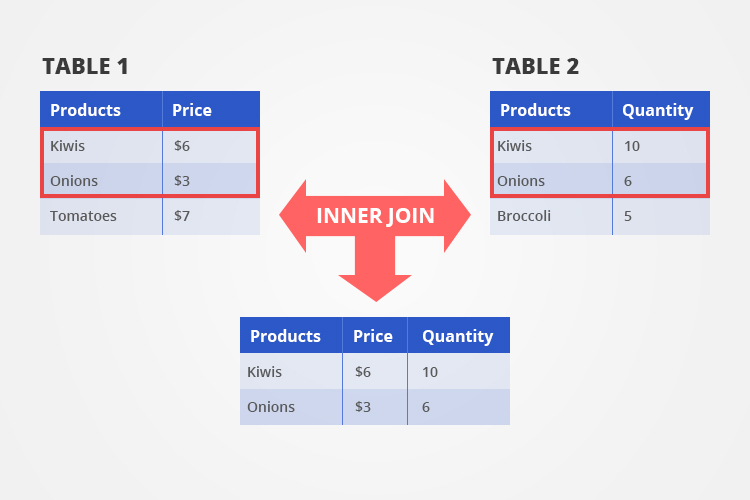 TABLE 1
Products Price
Kiwis $6
Onions $3
Tomatoes $7
TABLE 2
Products Quantity
Kiwis 10
Onions 6
Broccoli 5
INNER JOIN
Products Price Quantity
Kiwis $6 10
Onions $3 6